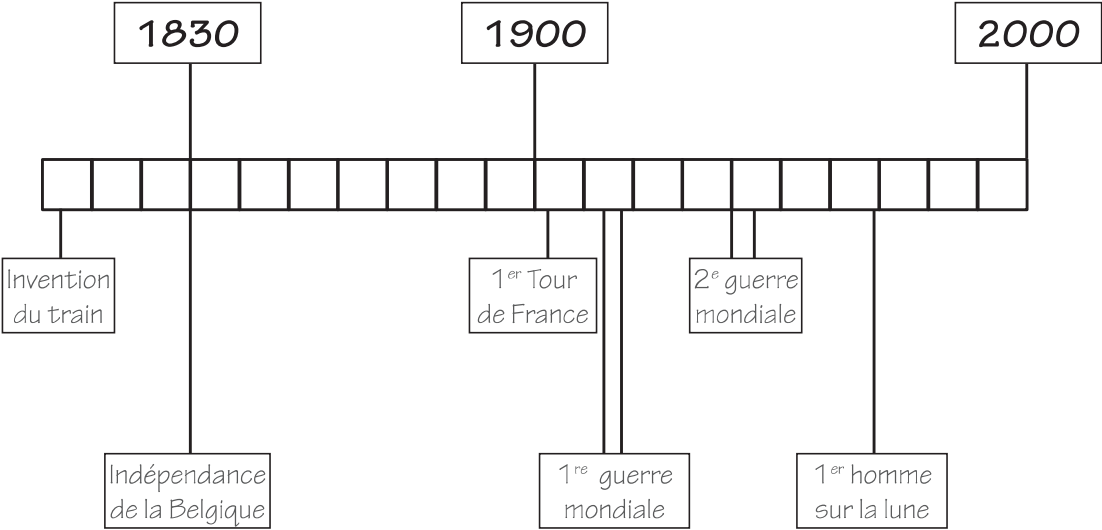 1830
1900
2000
Invention
du train
1er Tour
de France
2e guerre
mondiale
Indépendance
de la Belgique
1re guerre
mondiale
1er homme
sur la lune